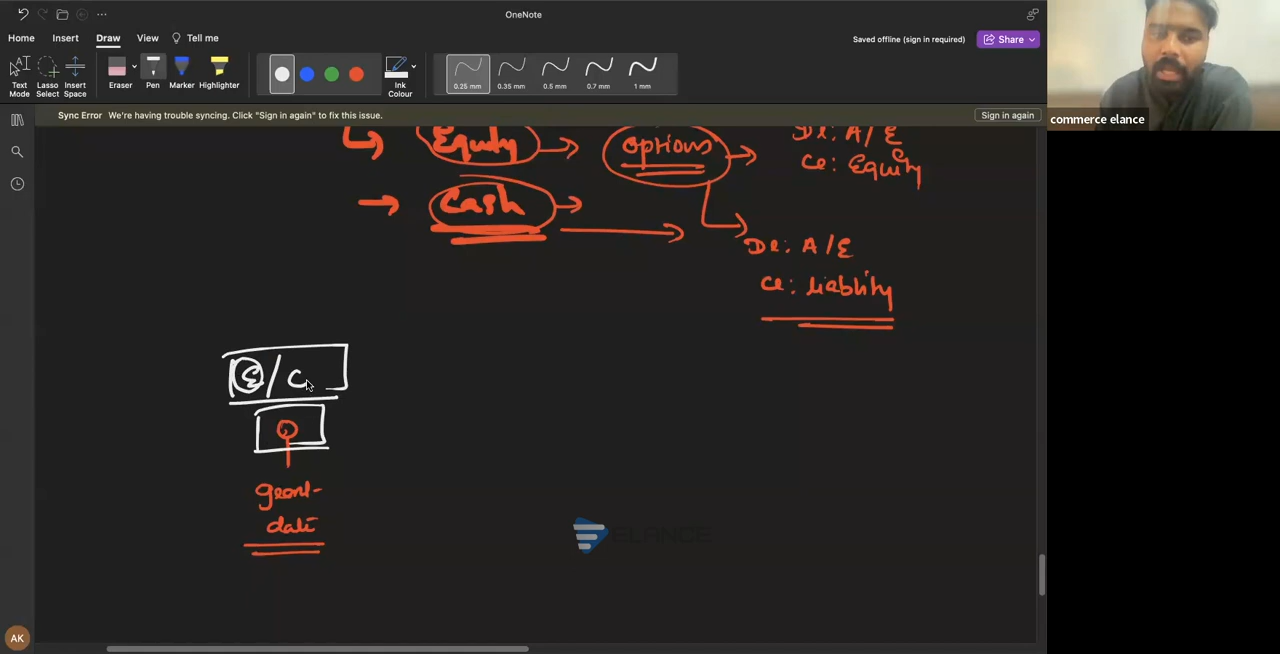 OneNote
Home Insert Draw View Tell me
Saved offline (sign in required)
Share
Text Mode
Lasso Select
Insert Space
Eraser
Pen
Marker
Highlighter
Ink Colour
0.25 mm
0.35 mm
0.5 mm
0.7 mm
1 mm
commerce elance
Sync Error We're having trouble syncing. Click "Sign in again" to fix this issue.
Sign in again
Equity
options
Dr: A/E
Cr: Equity
Cash
Dr: A/E
Cr: liablity
E/C
0
date
ELANCE
AK